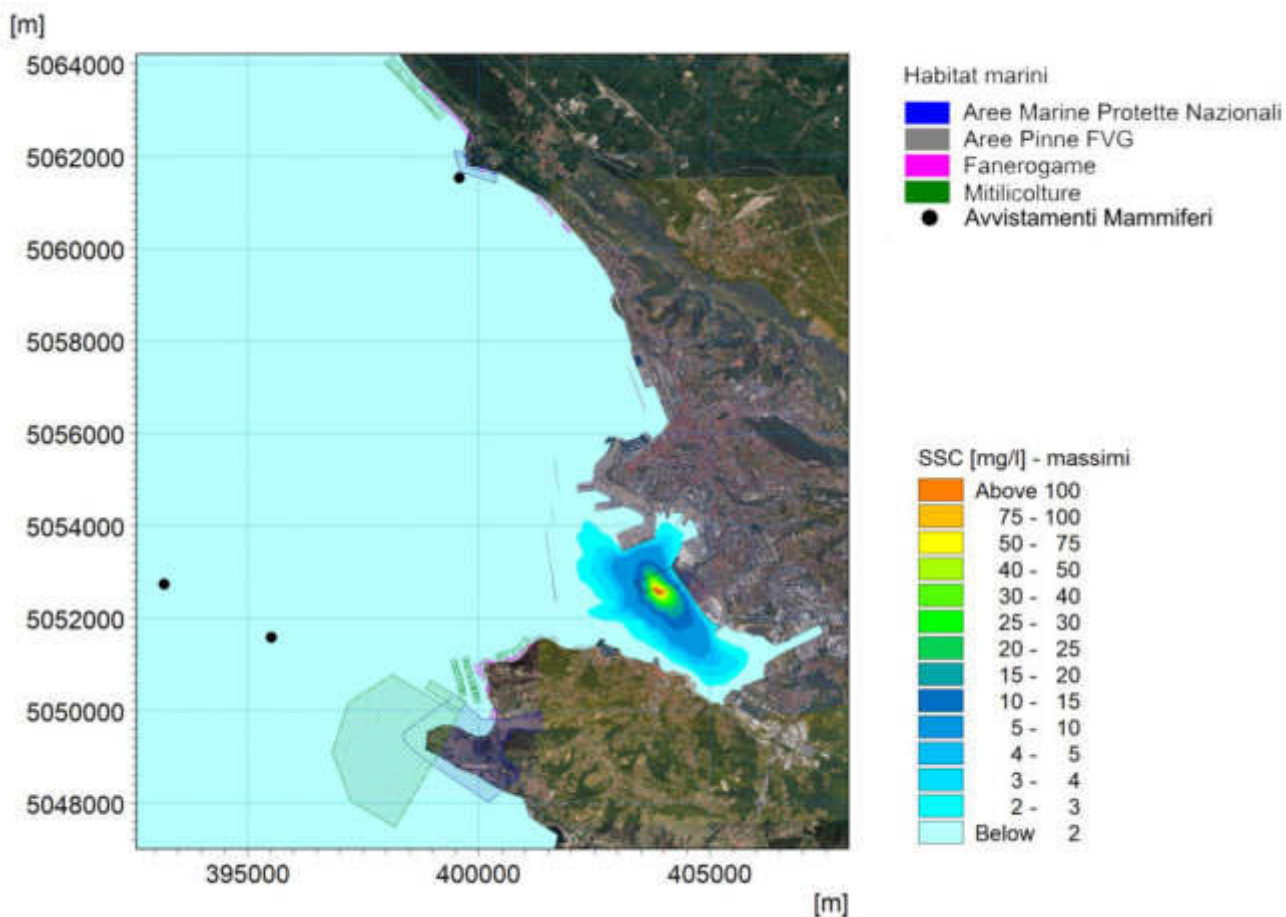 [m]
5064000
5062000
5060000
5058000
5056000
5054000
5052000
5050000
5048000
395000 400000 405000
[m]
Habitat marini
Aree Marine Protette Nazionali
Aree Pinne FVG
Fanerogame
Mitilicolture
Avvistamenti Mammiferi
SSC [mg/l] - massimi
Above 100
75 - 100
50 - 75
40 - 50
30 - 40
25 - 30
20 - 25
15 - 20
10 - 15
5 - 10
4 - 5
3 - 4
2 - 3
Below 2